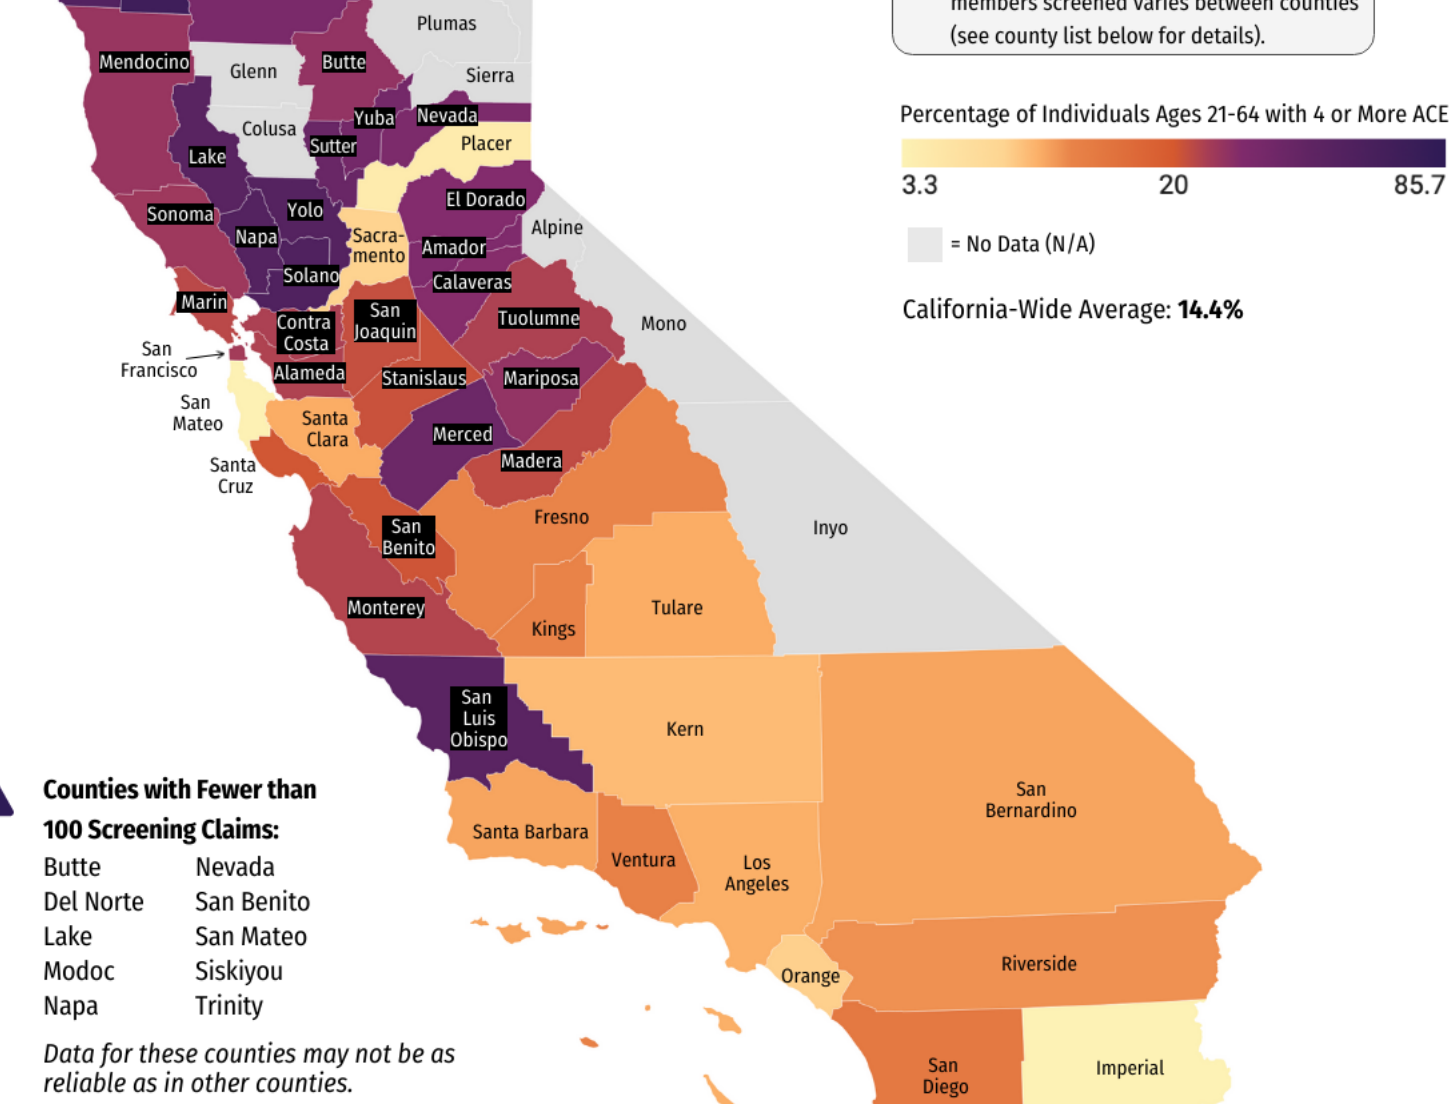 members screened varies between counties
(see county list below for details).
Percentage of Individuals Ages 21-64 with 4 or More ACE
3.3
20
85.7
= No Data (N/A)
California-Wide Average: 14.4%
Plumas
Mendocino
Glenn
Butte
Sierra
Colusa
Yuba
Nevada
Sutter
Placer
Lake
Sonoma
Yolo
El Dorado
Napa
Sacra-
mento
Amador
Alpine
Solano
Calaveras
Marin
Contra
Costa
San
Joaquin
Tuolumne
Mono
San
Francisco
Alameda
Stanislaus
Mariposa
San
Mateo
Santa
Clara
Merced
Madera
Santa
Cruz
San
Benito
Fresno
Inyo
Monterey
Kings
Tulare
San
Luis
Obispo
Kern
San
Bernardino
Santa Barbara
Ventura
Los
Angeles
Orange
Riverside
San
Diego
Imperial
Counties with Fewer than
100 Screening Claims:
Butte
Del Norte
Lake
Modoc
Napa
Nevada
San Benito
San Mateo
Siskiyou
Trinity
Data for these counties may not be as
reliable as in other counties.